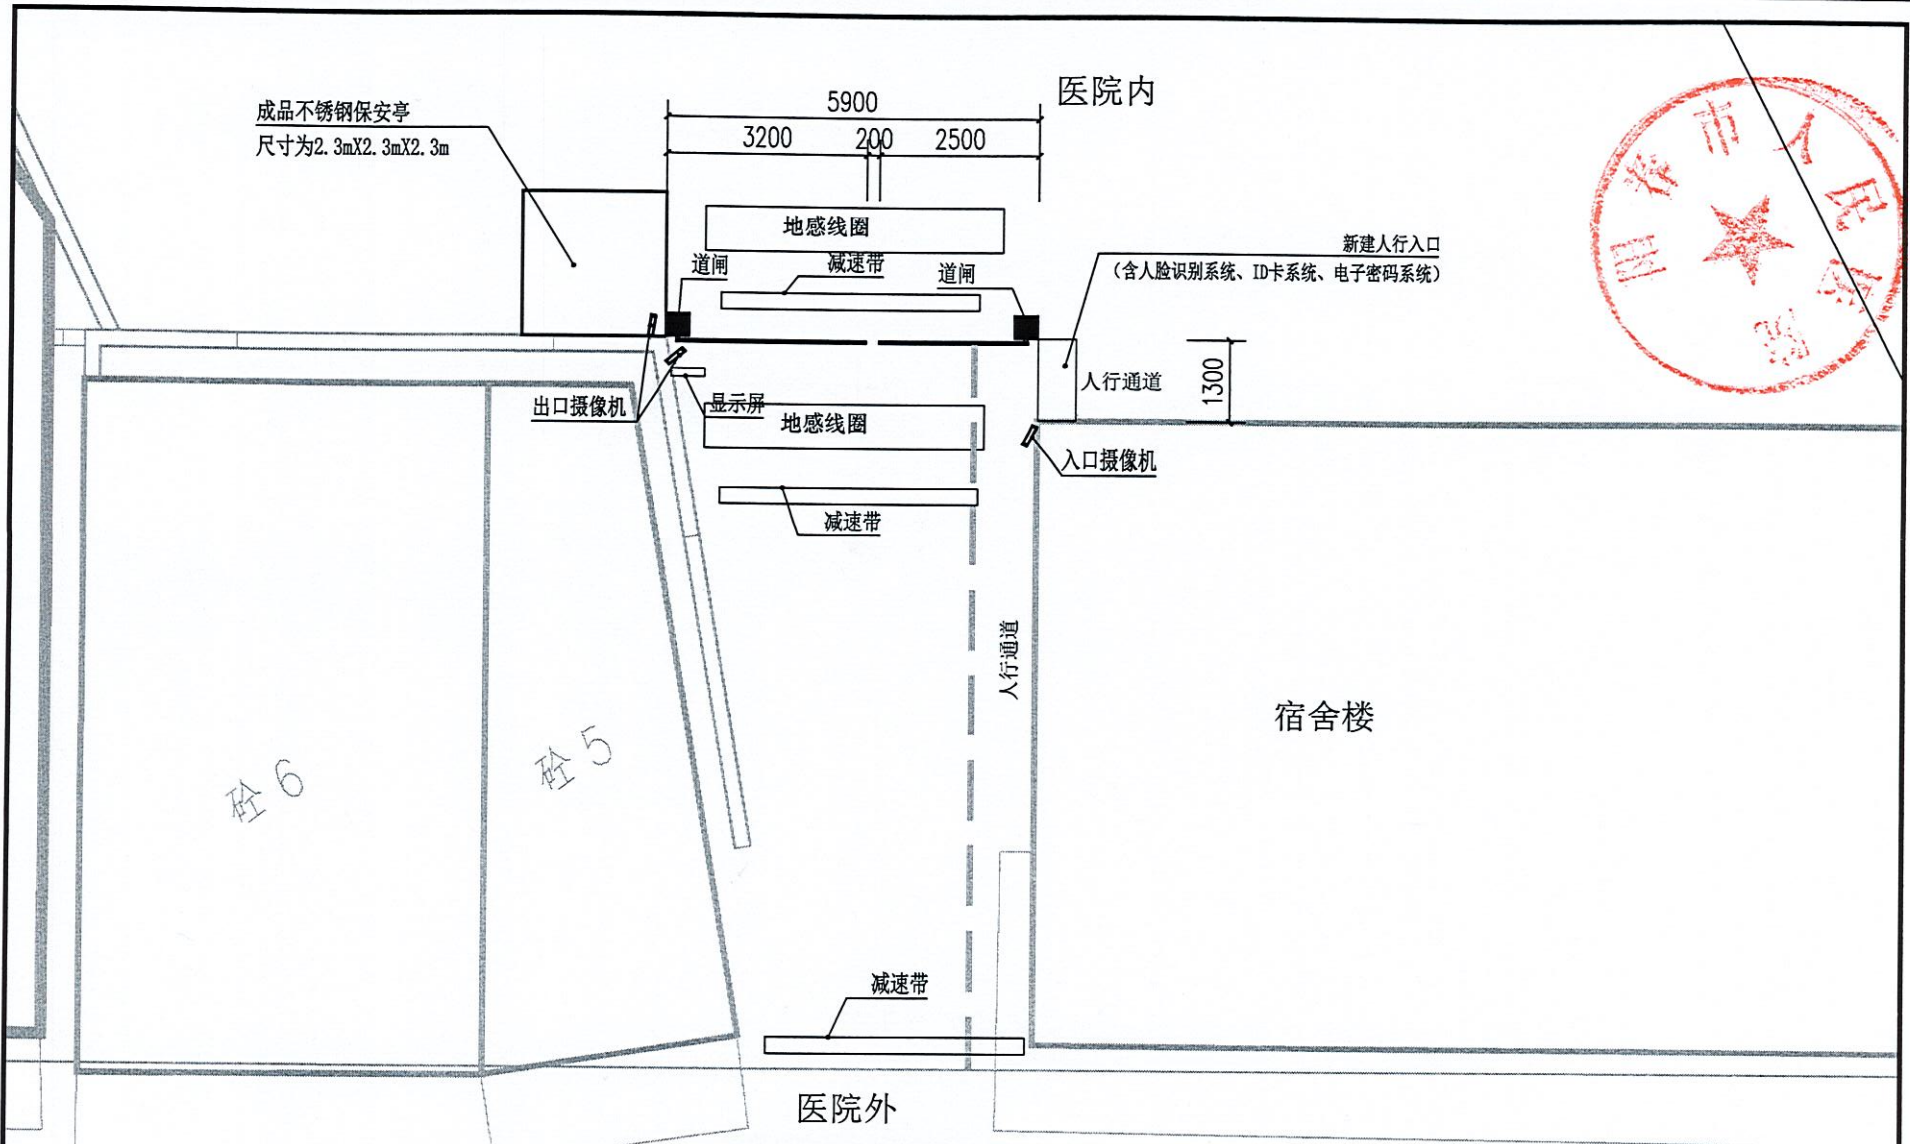 医院内
5900
成品不锈钢保安亭
尺寸为2.3mX2.3mX2.3m
3200
200
2500
地感线圈
新建人行入口
(含人脸识别系统、ID卡系统、电子密码系统)
道闸
减速带
道闸
人行通道
1300
出口摄像机
显示屏
地感线圈
入口摄像机
减速带
人行通道
宿舍楼
砼5
砼6
减速带
医院外
市人民医院